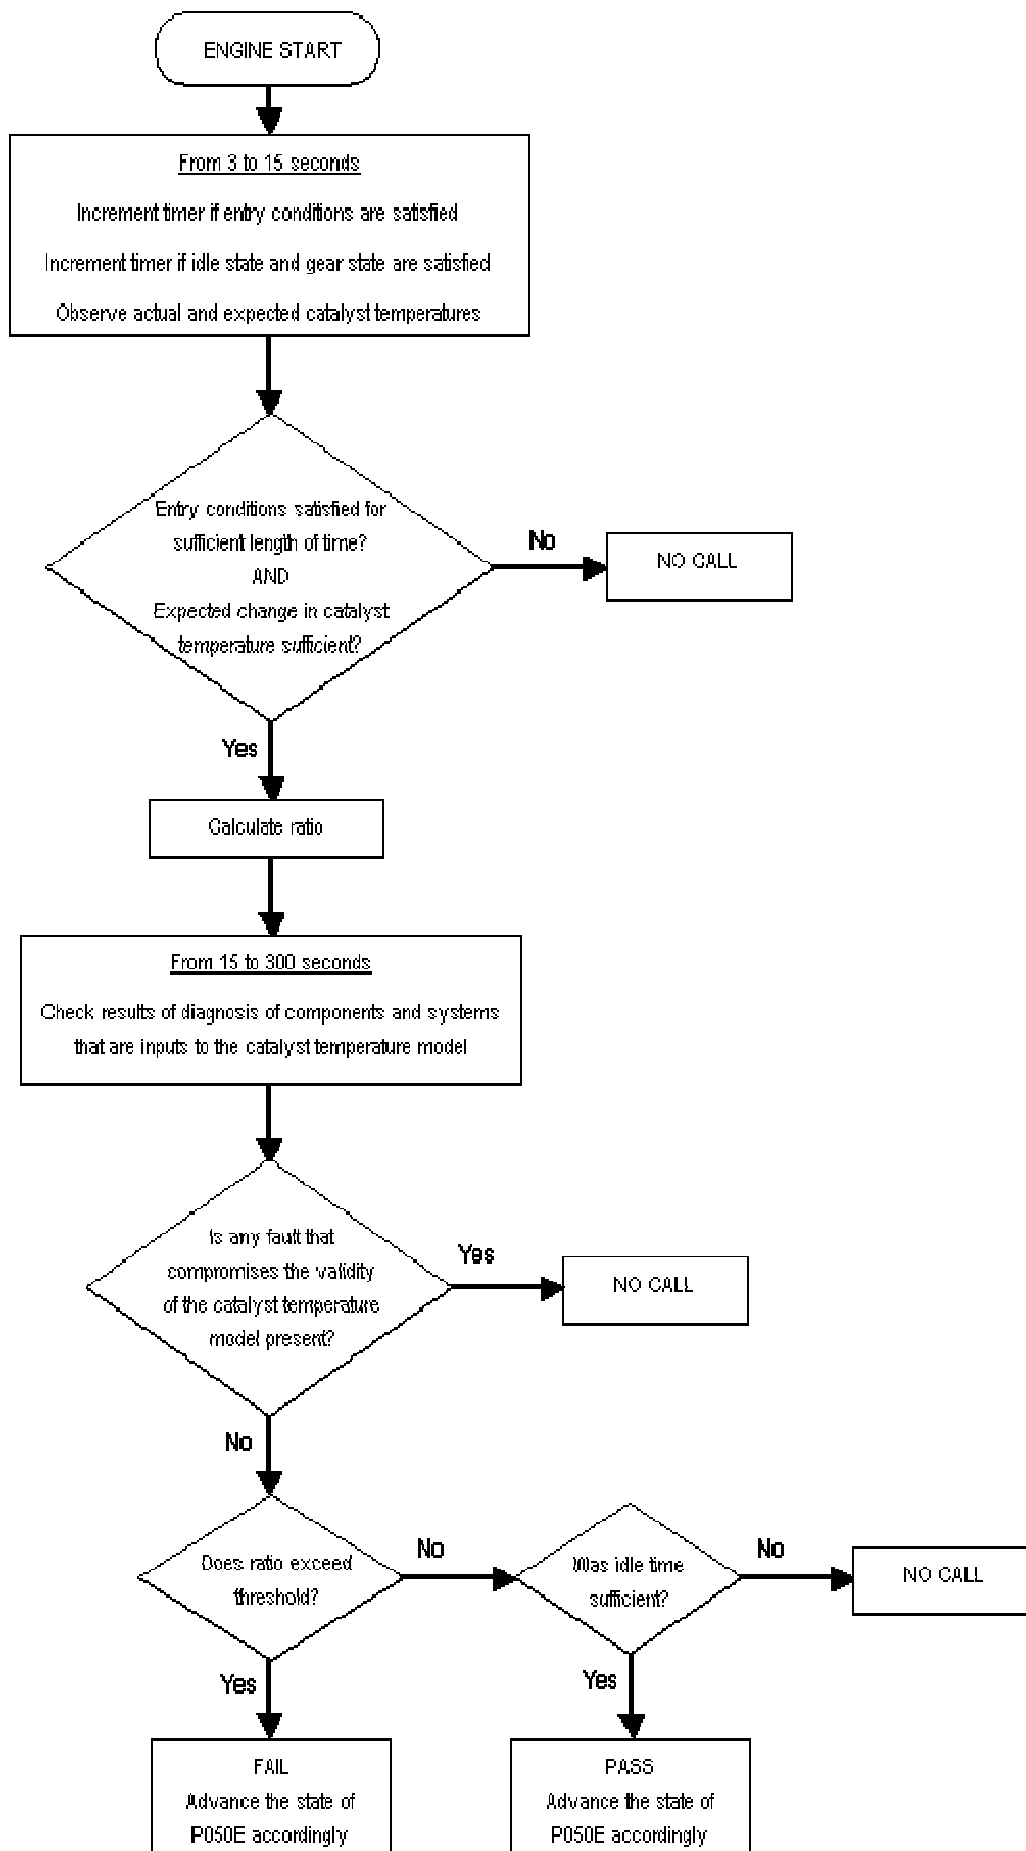 ENGINE START
From 3 to 15 seconds
Increment timer if entry conditions are satisfied
Increment timer if idle state and gear state are satisfied
Observe actual and expected catalyst temperatures
Entry conditions satisfied for
sufficient length of time?
AND
Expected change in catalyst
temperature sufficient?
No
NO CALL
Yes
Calculate ratio
From 15 to 300 seconds
Check results of diagnosis of components and systems
that are inputs to the catalyst temperature model
Is any fault that
compromises the validity
of the catalyst temperature
model present?
Yes
NO CALL
No
Does ratio exceed
threshold?
No
Was idle time
sufficient?
No
NO CALL
Yes
Yes
FAIL
Advance the state of
P050E accordingly
PASS
Advance the state of
P050E accordingly